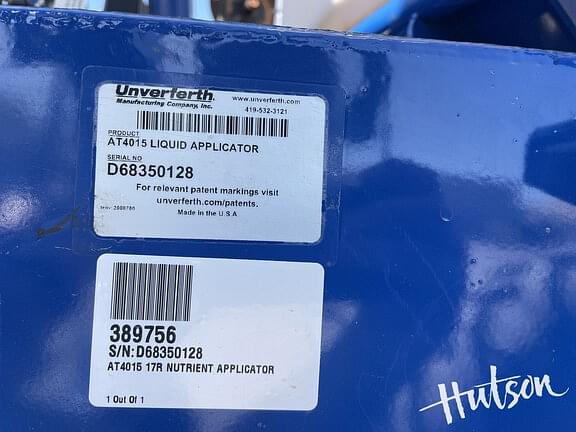 Unverferth
Manufacturing Company, Inc.
www.unverferth.com
419-532-3121
PRODUCT
AT4015 LIQUID APPLICATOR
SERIAL NO
D68350128
For relevant patent markings visit
unverferth.com/patents.
Made in the U.S.A.
389756
S/N: D68350128
AT4015 17R NUTRIENT APPLICATOR
1 Out Of 1
Hutson